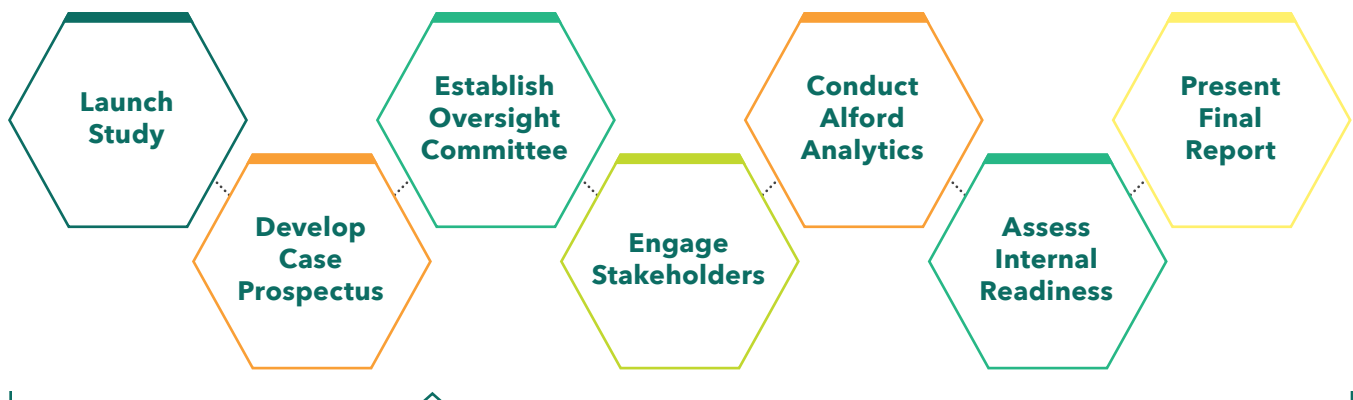 Launch
Study
Develop
Case
Prospectus
Establish
Oversight
Committee
Engage
Stakeholders
Conduct
Alford
Analytics
Assess
Internal
Readiness
Present
Final
Report